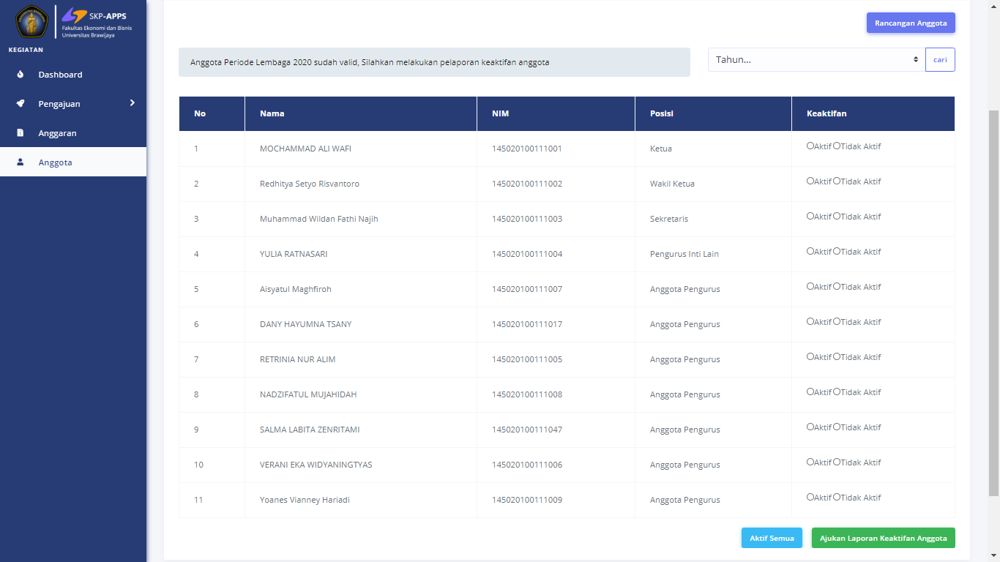 SKP-APPS
Fakultas Ekonomi dan Bisnis
Universitas Brawijaya
KEGIATAN
Dashboard
Pengajuan
Anggaran
Anggota
Rancangan Anggota
Anggota Periode Lembaga 2020 sudah valid, Silahkan melakukan pelaporan keaktifan anggota
Tahun... cari
No Nama NIM Posisi Keaktifan
1 MOCHAMMAD ALI WAFI 145020100111001 Ketua Aktif Tidak Aktif
2 Redhitya Setyo Risvantoro 145020100111002 Wakil Ketua Aktif Tidak Aktif
3 Muhammad Wildan Fathi Najih 145020100111003 Sekretaris Aktif Tidak Aktif
4 YULIA RATNASARI 145020100111004 Pengurus Inti Lain Aktif Tidak Aktif
5 Aisyatul Maghfiroh 145020100111007 Anggota Pengurus Aktif Tidak Aktif
6 DANY HAYUMNA TSANY 145020100111017 Anggota Pengurus Aktif Tidak Aktif
7 RETRINIA NUR ALIM 145020100111005 Anggota Pengurus Aktif Tidak Aktif
8 NADZIFATUL MUJAHIDAH 145020100111008 Anggota Pengurus Aktif Tidak Aktif
9 SALMA LABITA ZENRITAMI 145020100111047 Anggota Pengurus Aktif Tidak Aktif
10 VERANI EKA WIDYANINGTYAS 145020100111006 Anggota Pengurus Aktif Tidak Aktif
11 Yoanes Vianney Hariadi 145020100111009 Anggota Pengurus Aktif Tidak Aktif
Aktif Semua Ajukan Laporan Keaktifan Anggota